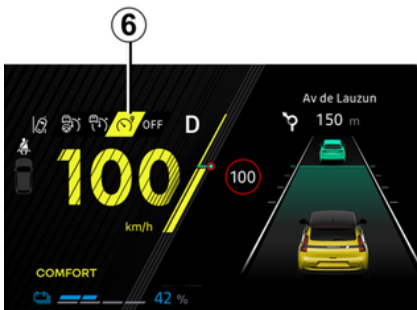 6
Av de Lauzun
150 m
OFF D
100
100
km/h
COMFORT
42 %